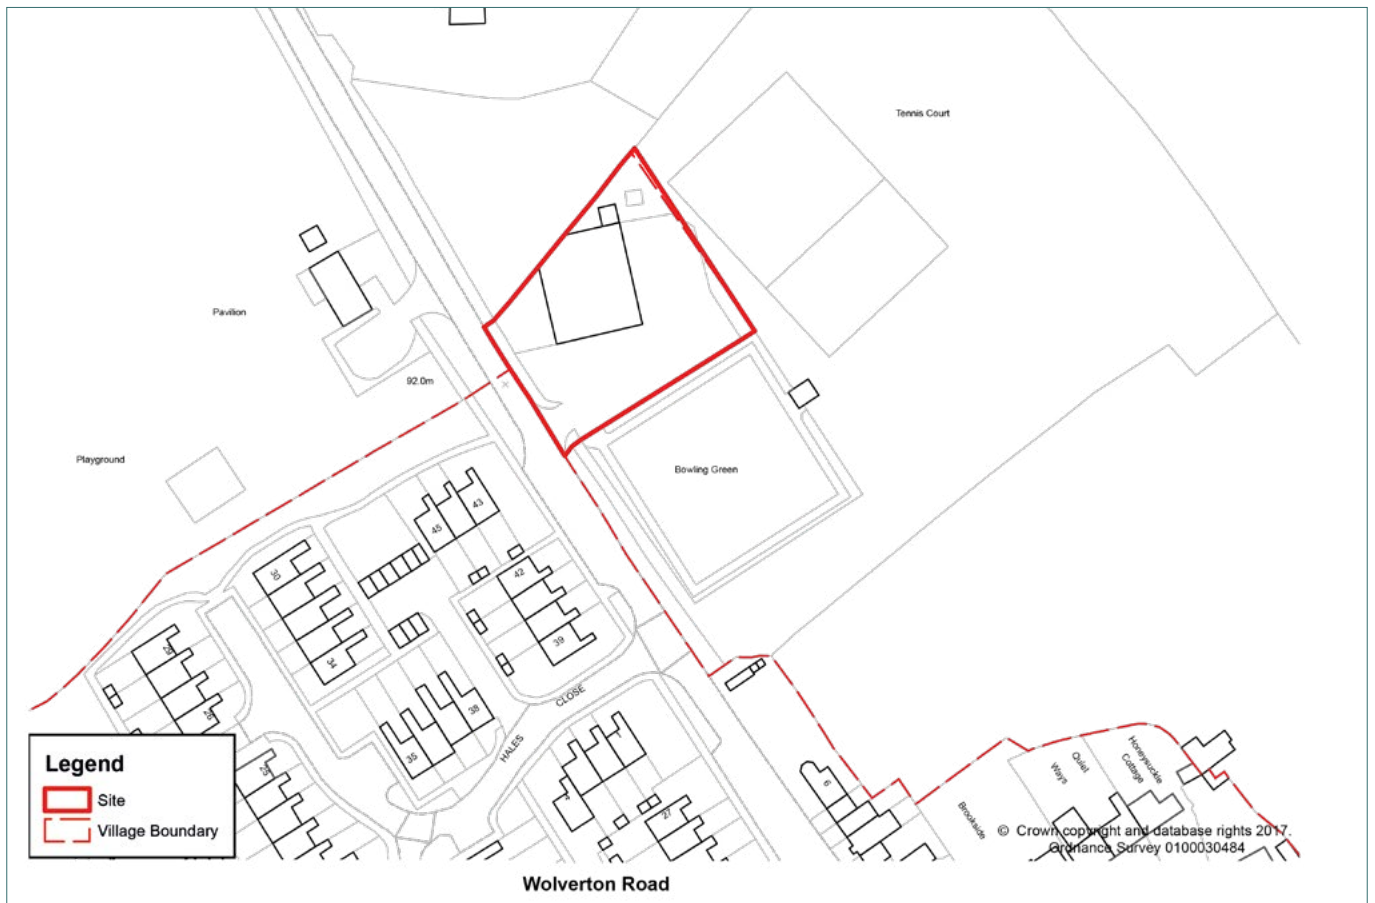 Tennis Court
Pavilion
92.0m
Playground
Bowling Green
43
45
30
42
39
34
29
26
38
35
25
CLOSE
HALES
27
6
Quiet
Ways
Honeysuckle
Cottage
Brookside
Legend
Site
Village Boundary
© Crown copyright and database rights 2017.
Ordnance Survey 0100030484
Wolverton Road